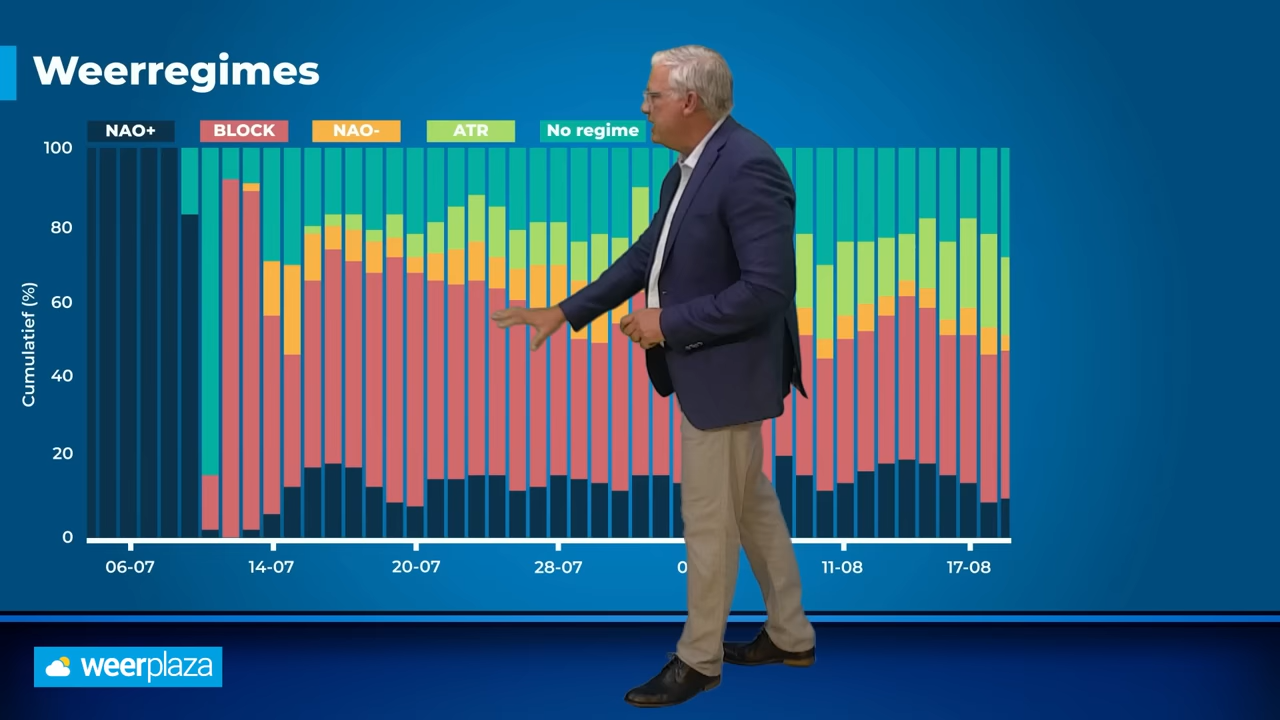 Weerregimes
NAO+ BLOCK NAO- ATR No regime
100
80
60
40
20
0
Cumulatief (%)
06-07 14-07 20-07 28-07 0 11-08 17-08
weerplaza